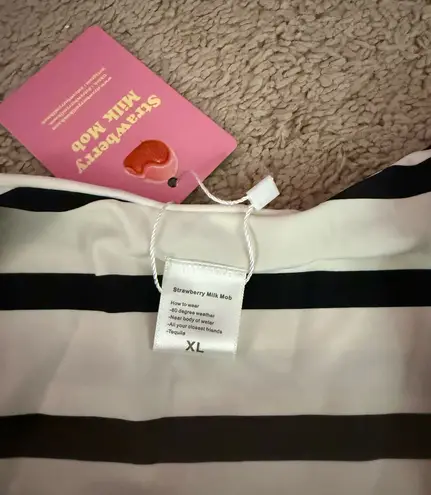 Strawberry
Milk Mob
Strawberry Milk Mob
How to wear
-80 degree weather
-Near body of water
-All your closest friends
-Tequila
XL